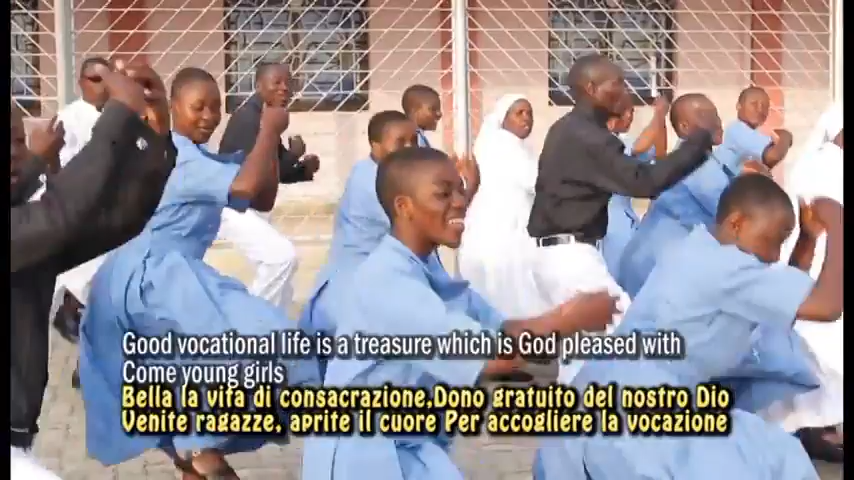 Good vocational life is a treasure which is God pleased with
Come young girls
Bella la vita di consacrazione,Dono gratuito del nostro Dio
Venite ragazze, aprite il cuore Per accogliere la vocazione